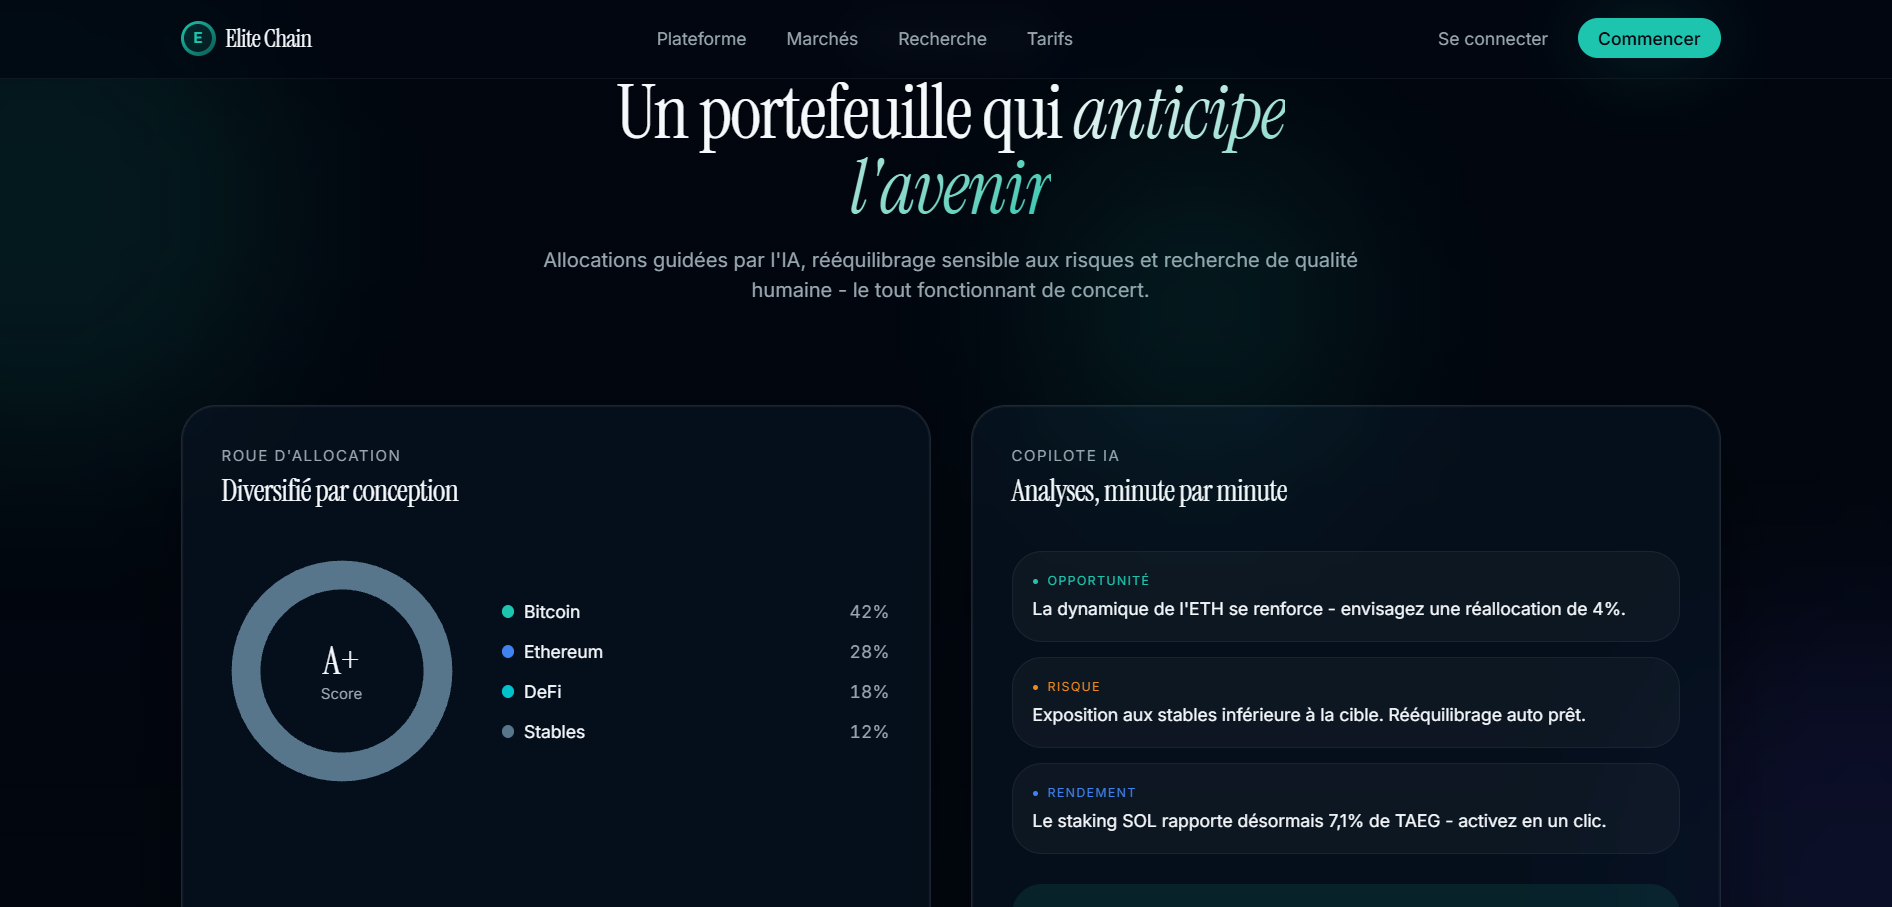 E Elite Chain
Plateforme Marchés Recherche Tarifs
Se connecter Commencer
Un portefeuille qui anticipe
l'avenir
Allocations guidées par l'IA, rééquilibrage sensible aux risques et recherche de qualité
humaine - le tout fonctionnant de concert.
ROUE D'ALLOCATION
Diversifié par conception
A+
Score
Bitcoin 42%
Ethereum 28%
DeFi 18%
Stables 12%
COPILOTE IA
Analyses, minute par minute
• OPPORTUNITÉ
La dynamique de l'ETH se renforce - envisagez une réallocation de 4%.
• RISQUE
Exposition aux stables inférieure à la cible. Rééquilibrage auto prêt.
• RENDEMENT
Le staking SOL rapporte désormais 7,1% de TAEG - activez en un clic.